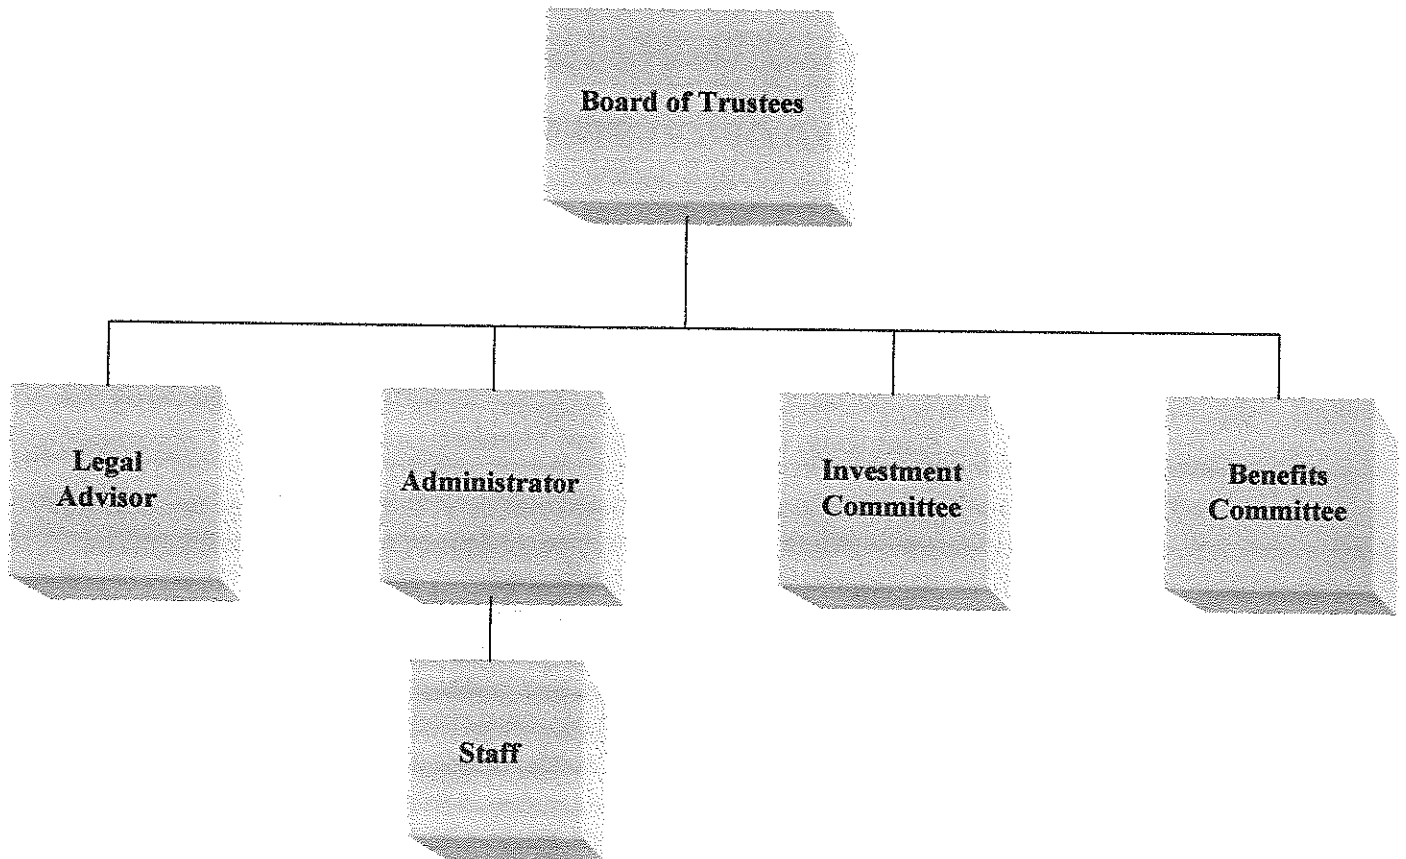 Board of Trustees
Legal
Advisor
Administrator
Investment
Committee
Benefits
Committee
Staff